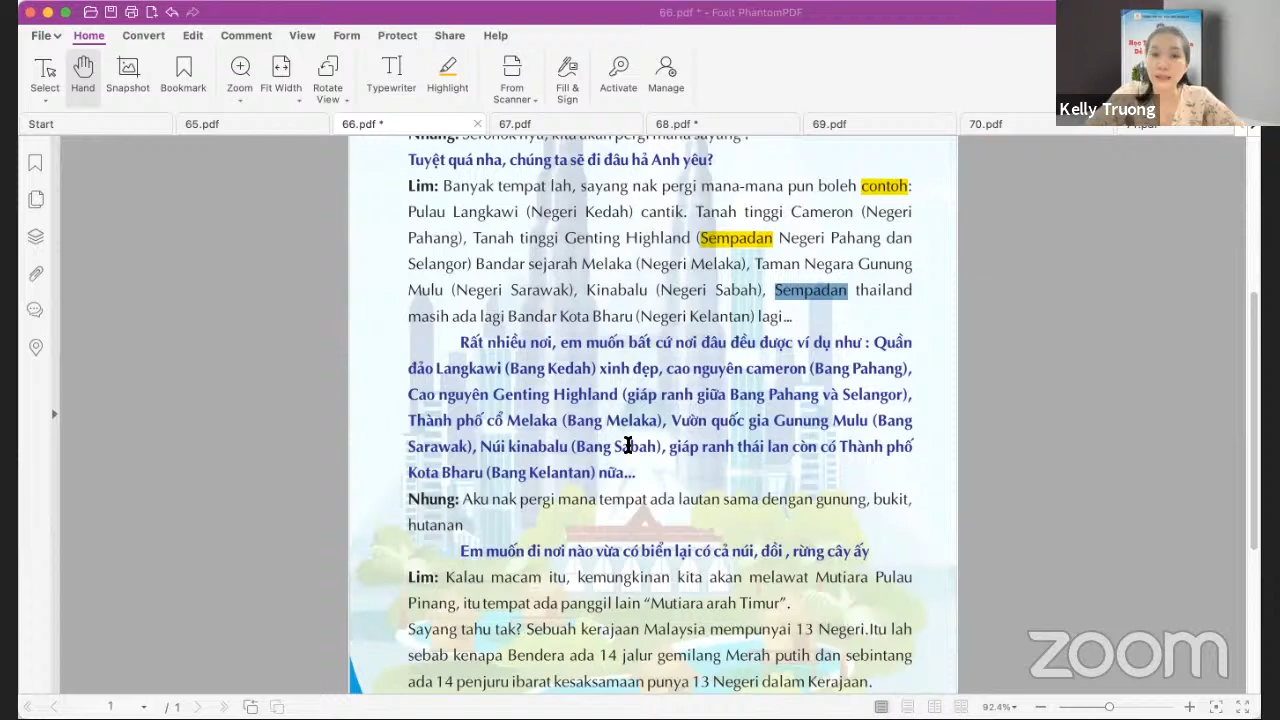 66.pdf * - Foxit PhantomPDF
File Home Convert Edit Comment View Form Protect Share Help
Select Hand Snapshot Bookmark Zoom Fit Width Rotate View Typewriter Highlight From Scanner Fill & Sign Activate Manage
Kelly Truong
Start 65.pdf 66.pdf * 67.pdf 68.pdf * 69.pdf 70.pdf
Tuyệt quá nha, chúng ta sẽ đi đâu hả Anh yêu?
Lim: Banyak tempat lah, sayang nak pergi mana-mana pun boleh contoh:
Pulau Langkawi (Negeri Kedah) cantik. Tanah tinggi Cameron (Negeri
Pahang), Tanah tinggi Genting Highland (Sempadan Negeri Pahang dan
Selangor) Bandar sejarah Melaka (Negeri Melaka), Taman Negara Gunung
Mulu (Negeri Sarawak), Kinabalu (Negeri Sabah), Sempadan thailand
masih ada lagi Bandar Kota Bharu (Negeri Kelantan) lagi...
Rất nhiều nơi, em muốn bất cứ nơi đâu đều được ví dụ như : Quần
đảo Langkawi (Bang Kedah) xinh đẹp, cao nguyên cameron (Bang Pahang),
Cao nguyên Genting Highland (giáp ranh giữa Bang Pahang và Selangor),
Thành phố cổ Melaka (Bang Melaka), Vườn quốc gia Gunung Mulu (Bang
Sarawak), Núi kinabalu (Bang Sabah), giáp ranh thái lan còn có Thành phố
Kota Bharu (Bang Kelantan) nữa...
Nhung: Aku nak pergi mana tempat ada lautan sama dengan gunung, bukit,
hutanan
Em muốn đi nơi nào vừa có biển lại có cả núi, đồi , rừng cây ấy
Lim: Kalau macam itu, kemungkinan kita akan melawat Mutiara Pulau
Pinang, itu tempat ada panggil lain “Mutiara arah Timur”.
Sayang tahu tak? Sebuah kerajaan Malaysia mempunyai 13 Negeri.Itu lah
sebab kenapa Bendera ada 14 jalur gemilang Merah putih dan sebintang
ada 14 penjuru ibarat kesaksamaan punya 13 Negeri dalam Kerajaan.
zoom
1 / 1 92.4%